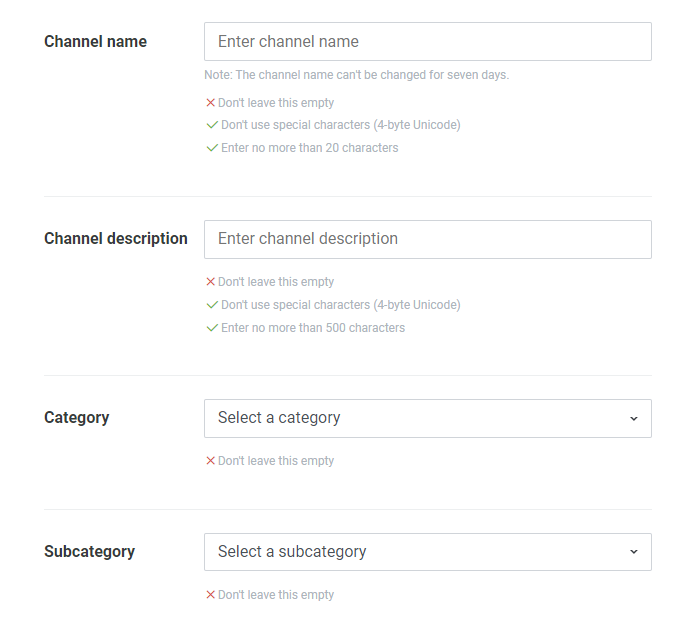 Channel name
Enter channel name
Note: The channel name can't be changed for seven days.
Don't leave this empty
Don't use special characters (4-byte Unicode)
Enter no more than 20 characters
Channel description
Enter channel description
Don't leave this empty
Don't use special characters (4-byte Unicode)
Enter no more than 500 characters
Category
Select a category
Don't leave this empty
Subcategory
Select a subcategory
Don't leave this empty